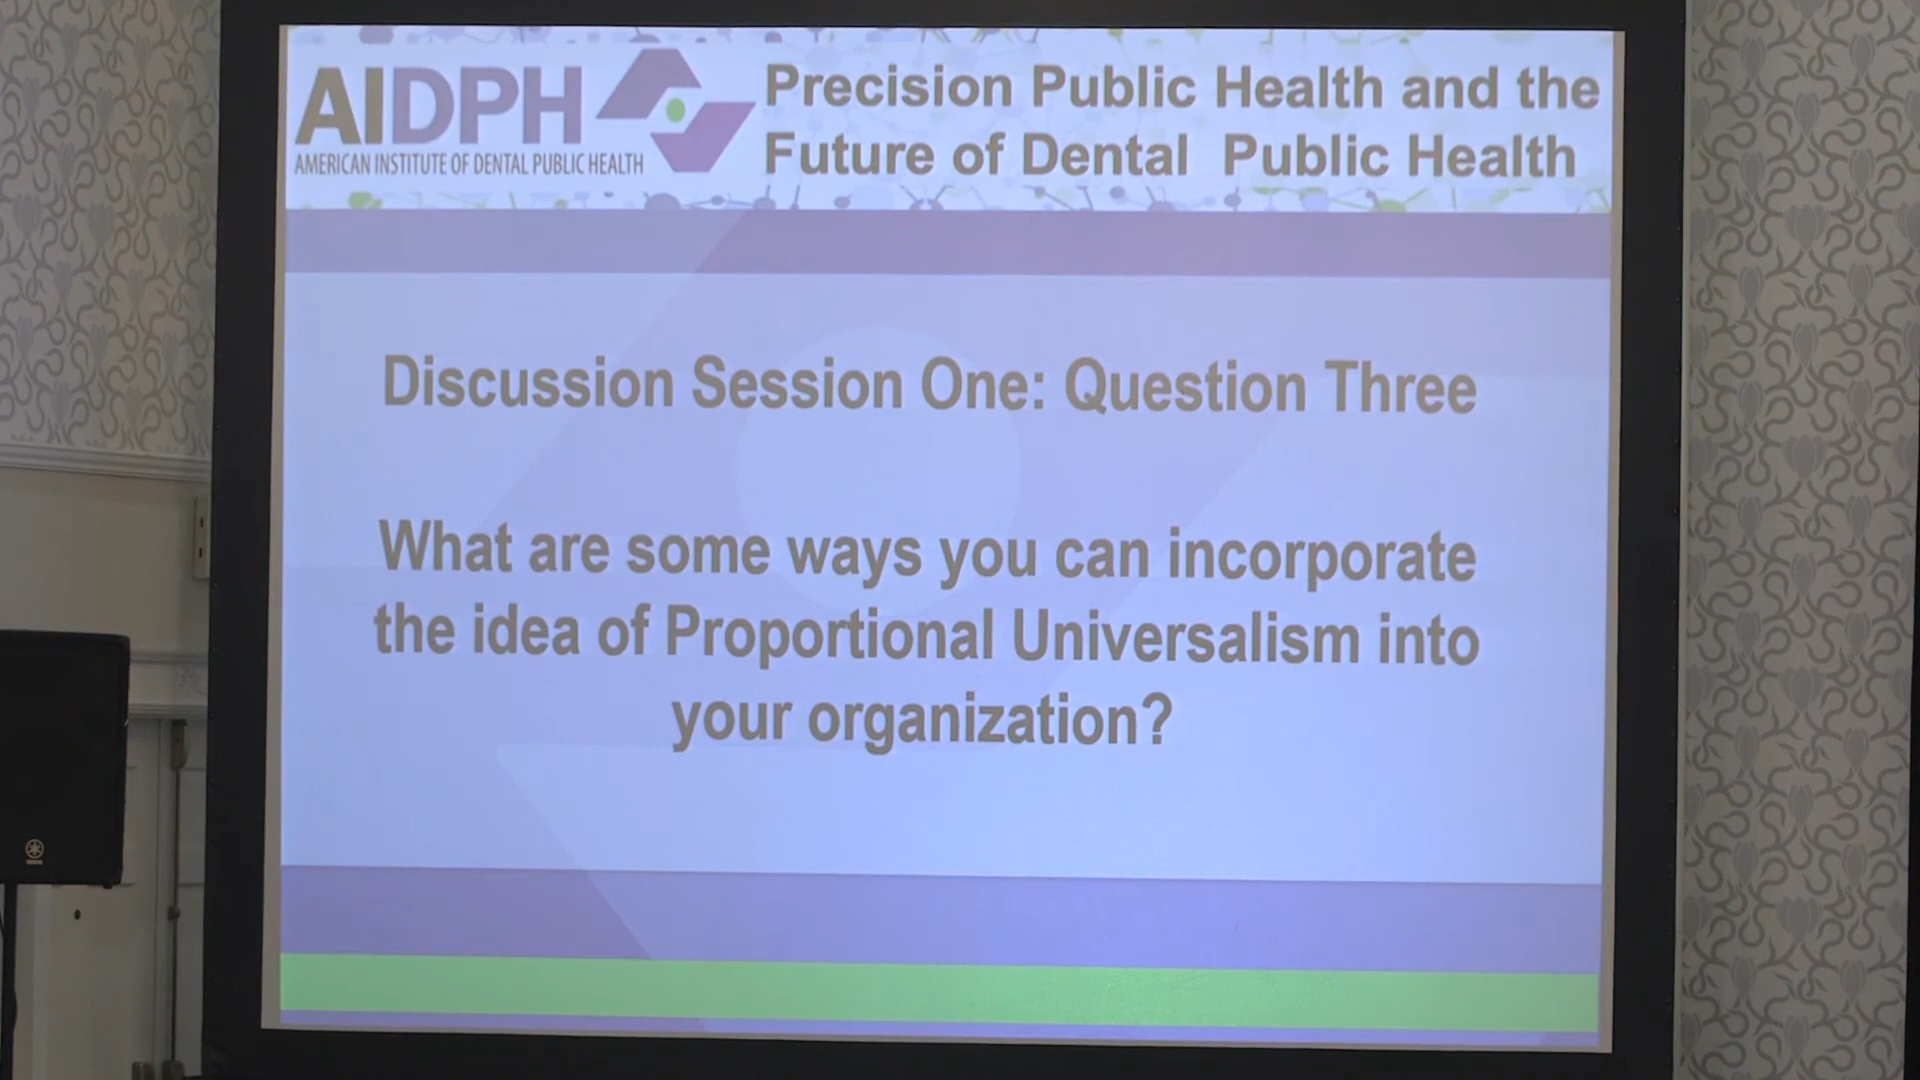 AIDPH
AMERICAN INSTITUTE OF DENTAL PUBLIC HEALTH
Precision Public Health and the
Future of Dental Public Health
Discussion Session One: Question Three
What are some ways you can incorporate
the idea of Proportional Universalism into
your organization?